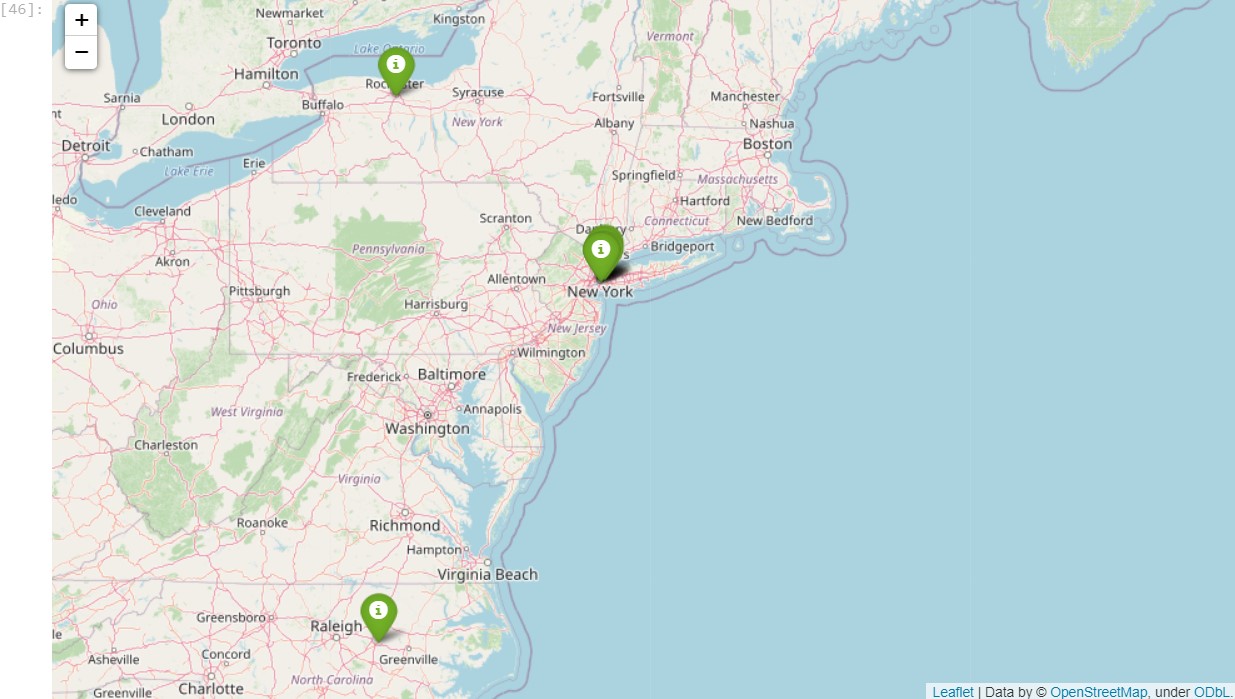 [46]:
+
−
Newmarket
Kingston
Toronto
Vermont
Lake Ontario
Hamilton
Rochester
Sarnia
Buffalo
Syracuse
Fortsville
Manchester
nt
London
New York
Albany
Nashua
Detroit
Chatham
Boston
Erie
Lake Erie
Springfield
Massachusetts
ledo
Cleveland
Hartford
Scranton
Connecticut
New Bedford
Pennsylvania
Bridgeport
Akron
Allentown
Pittsburgh
New York
Ohio
Harrisburg
New Jersey
Columbus
Wilmington
Frederick
Baltimore
West Virginia
Annapolis
Washington
Charleston
Virginia
Roanoke
Richmond
Hampton
Virginia Beach
Greensboro
Raleigh
le
Asheville
Concord
Greenville
North Carolina
Charlotte
Greenville
Leaflet | Data by © OpenStreetMap, under ODbL.